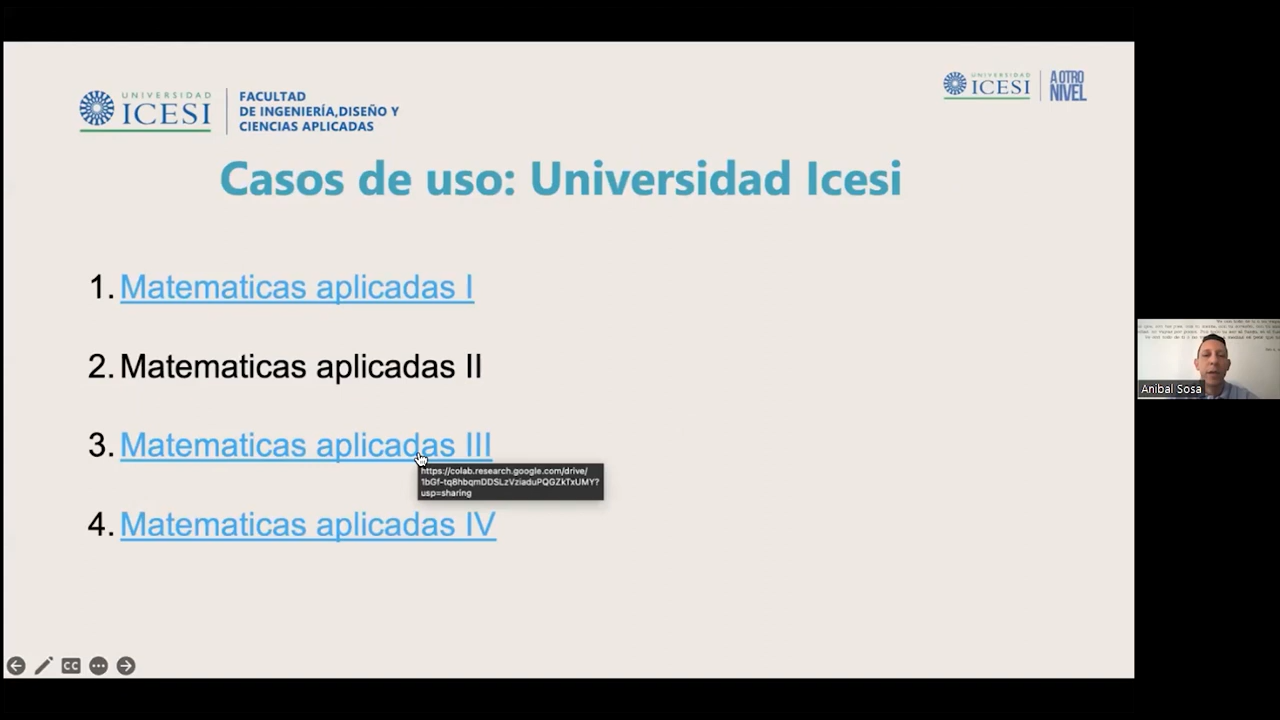 UNIVERSIDAD
ICESI
FACULTAD
DE INGENIERÍA,DISEÑO Y
CIENCIAS APLICADAS
UNIVERSIDAD
ICESI
A OTRO
NIVEL
Casos de uso: Universidad Icesi
1. Matematicas aplicadas I
2. Matematicas aplicadas II
3. Matematicas aplicadas III
https://colab.research.google.com/drive/
1bGf-tq8hbqmDDSLzVziaduPQGZkTxUMY?
usp=sharing
4. Matematicas aplicadas IV
CC
Anibal Sosa